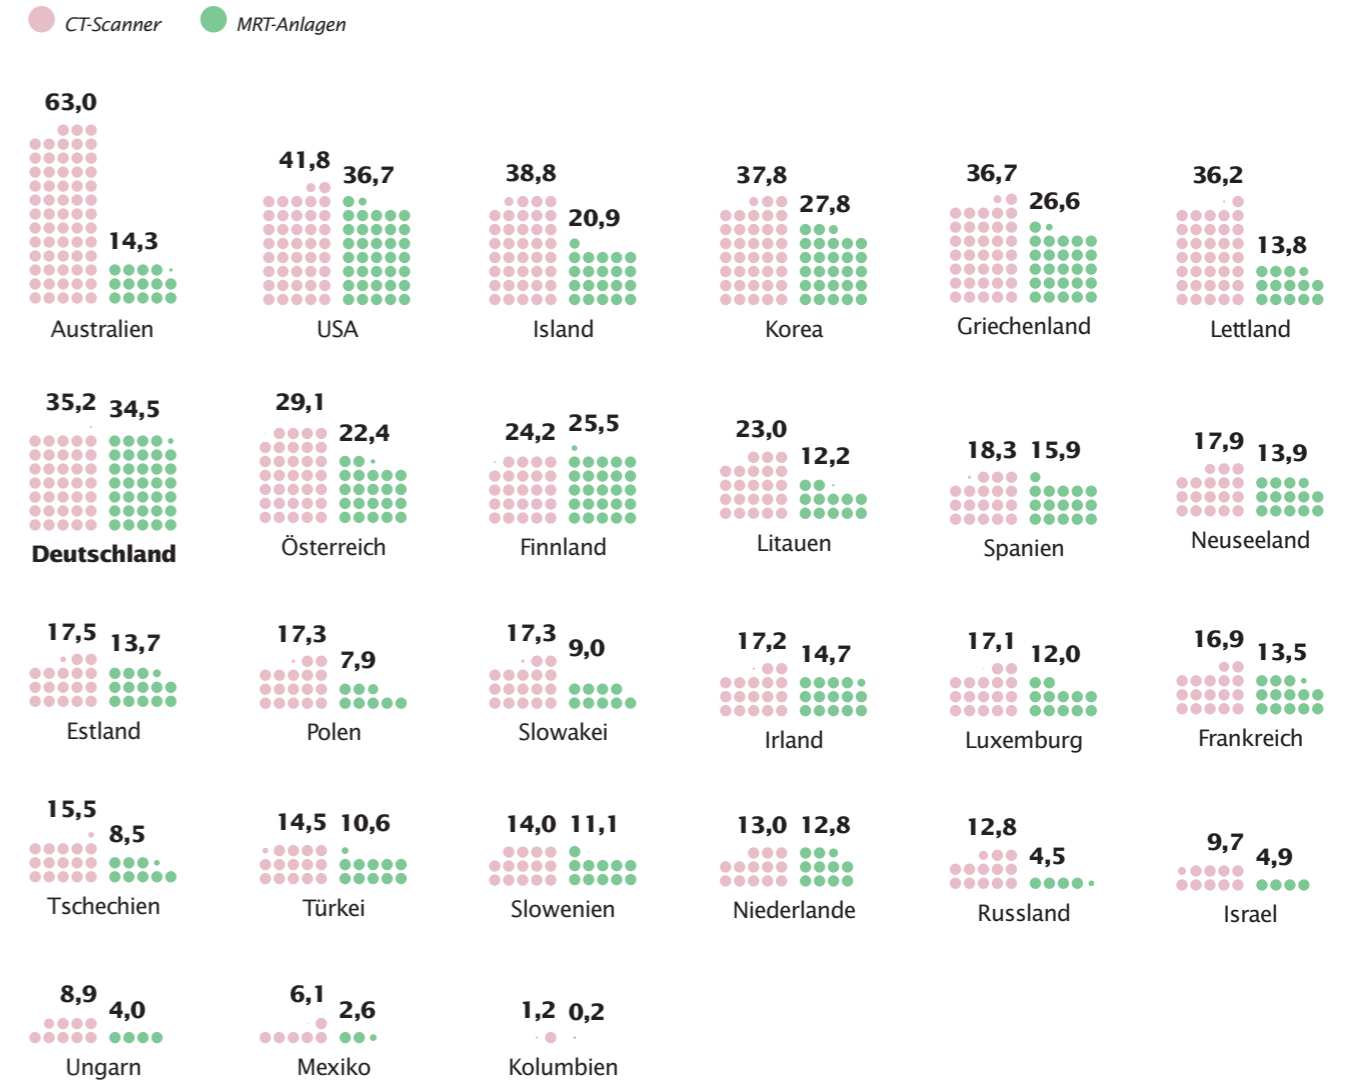 CT-Scanner MRT-Anlagen
63,0 14,3
Australien
41,8 36,7
USA
38,8 20,9
Island
37,8 27,8
Korea
36,7 26,6
Griechenland
36,2 13,8
Lettland
35,2 34,5
Deutschland
29,1 22,4
Österreich
24,2 25,5
Finnland
23,0 12,2
Litauen
18,3 15,9
Spanien
17,9 13,9
Neuseeland
17,5 13,7
Estland
17,3 7,9
Polen
17,3 9,0
Slowakei
17,2 14,7
Irland
17,1 12,0
Luxemburg
16,9 13,5
Frankreich
15,5 8,5
Tschechien
14,5 10,6
Türkei
14,0 11,1
Slowenien
13,0 12,8
Niederlande
12,8 4,5
Russland
9,7 4,9
Israel
8,9 4,0
Ungarn
6,1 2,6
Mexiko
1,2 0,2
Kolumbien